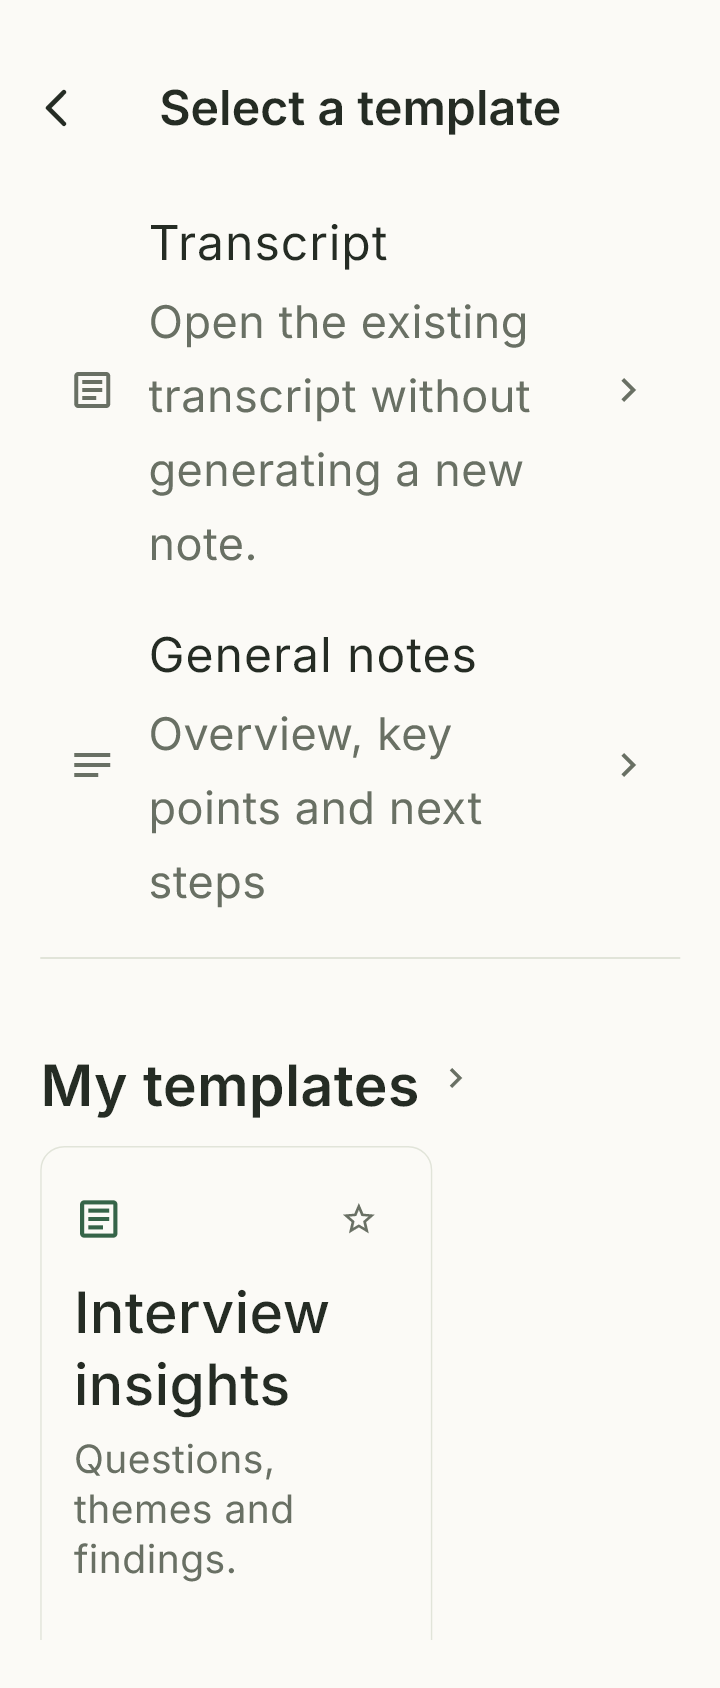 Select a template
Transcript
Open the existing
transcript without
generating a new
note.
General notes
Overview, key
points and next
steps
My templates
Interview
insights
Questions,
themes and
findings.